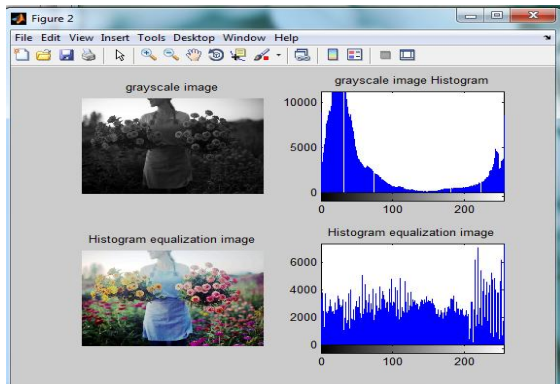 Figure 2
File Edit View Insert Tools Desktop Window Help
grayscale image
grayscale image Histogram
10000
5000
0
0 100 200
Histogram equalization image
Histogram equalization image
6000
4000
2000
0
0 100 200